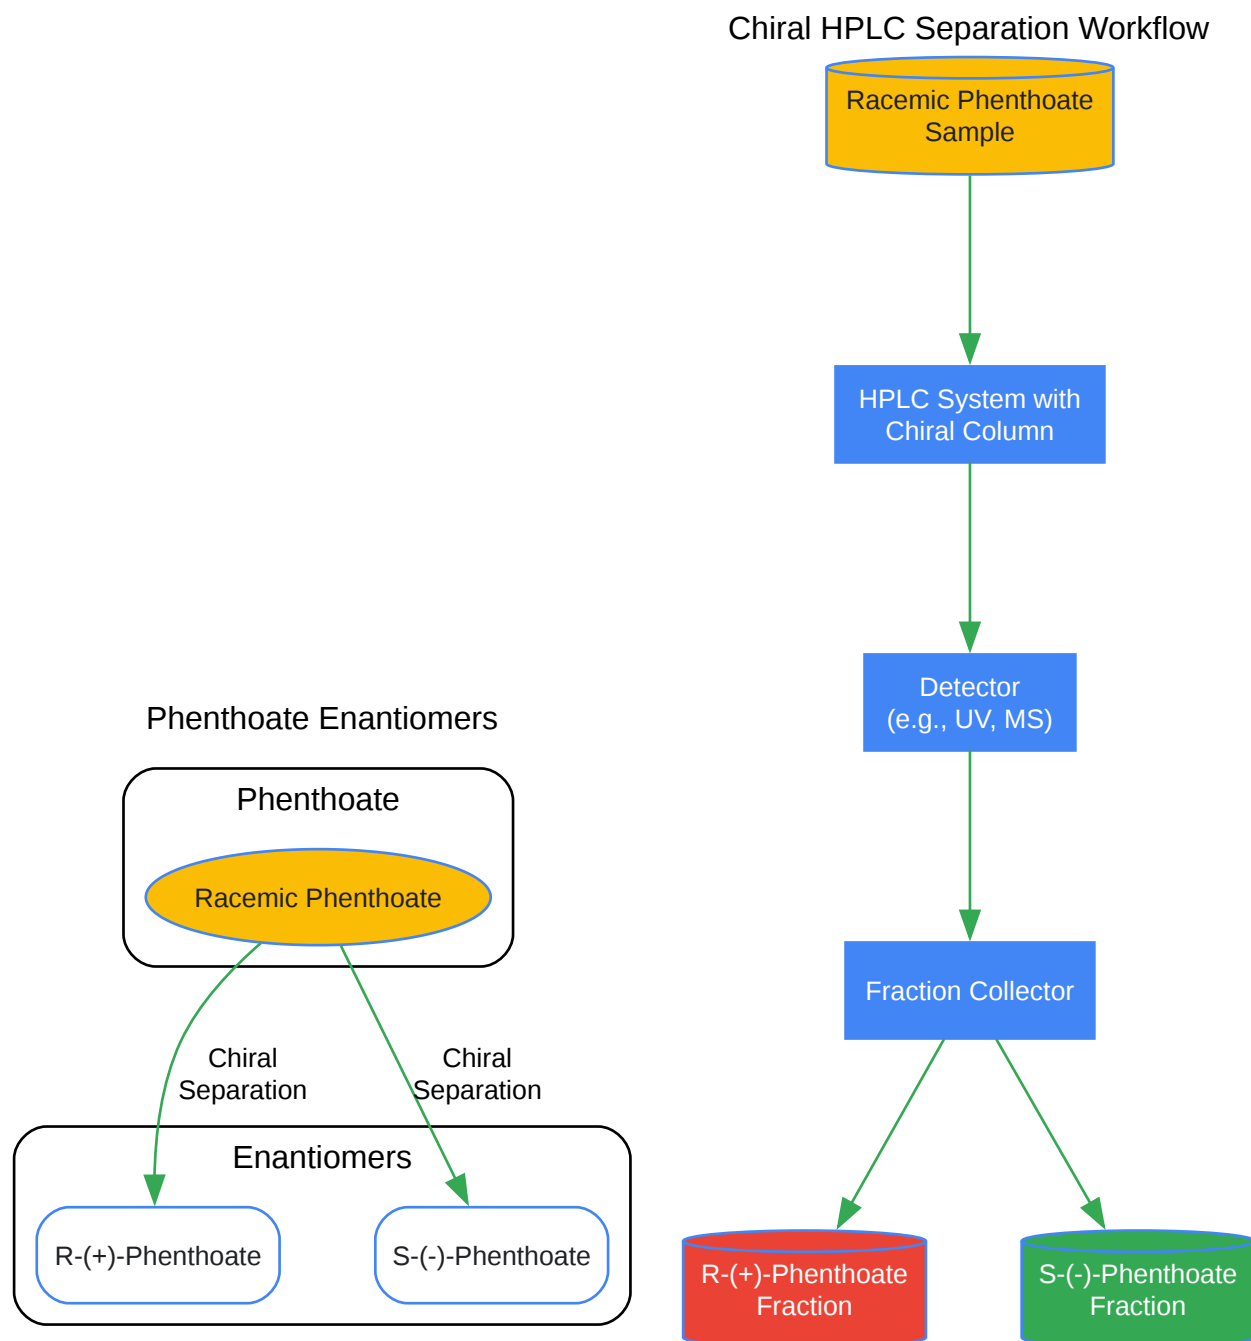 Chiral HPLC Separation Workflow
Racemic Phenthoate
Sample
HPLC System with
Chiral Column
Detector
(e.g., UV, MS)
Fraction Collector
R-(+)-Phenthoate
Fraction
S-(-)-Phenthoate
Fraction
Phenthoate Enantiomers
Phenthoate
Racemic Phenthoate
Chiral
Separation
Chiral
Separation
Enantiomers
R-(+)-Phenthoate
S-(-)-Phenthoate